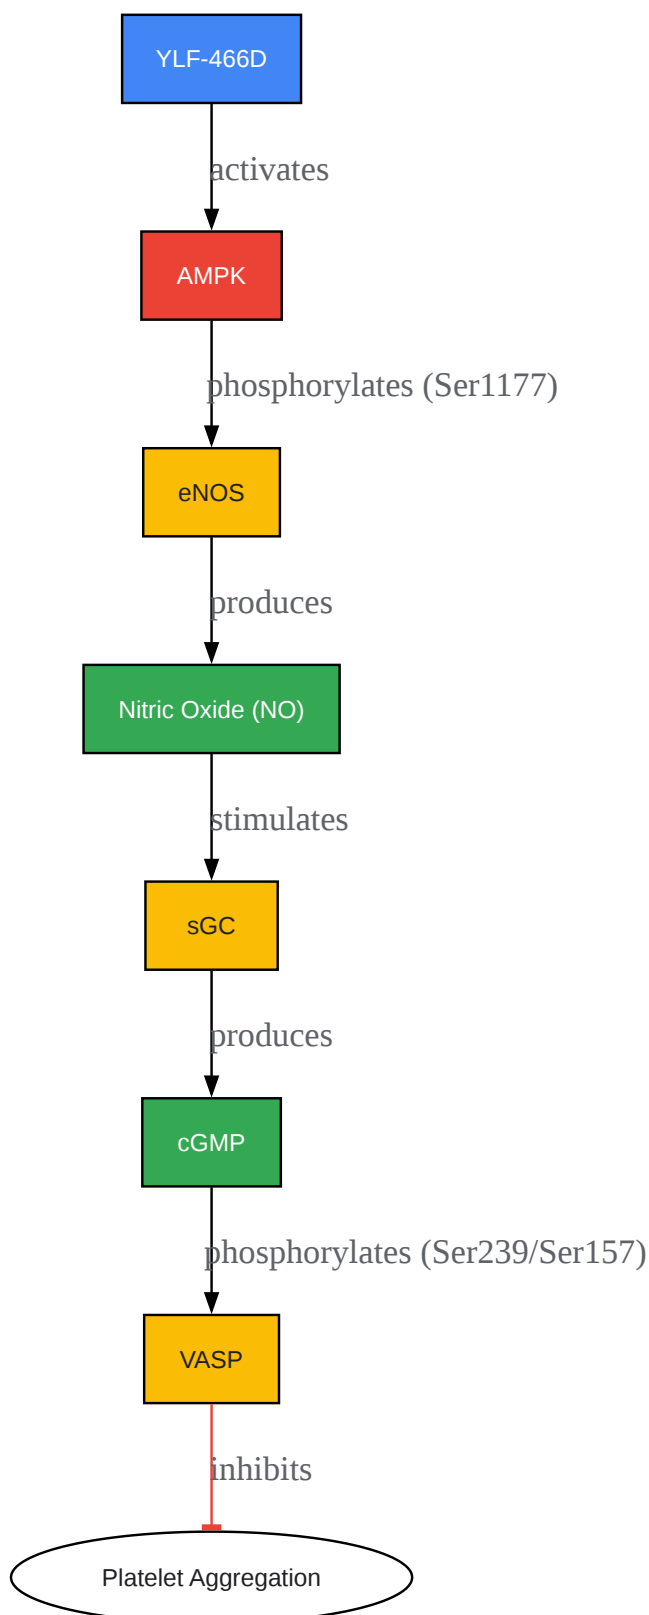 YLF-466D
activates
AMPK
phosphorylates (Ser1177)
eNOS
produces
Nitric Oxide (NO)
stimulates
sGC
produces
cGMP
phosphorylates (Ser239/Ser157)
VASP
inhibits
Platelet Aggregation